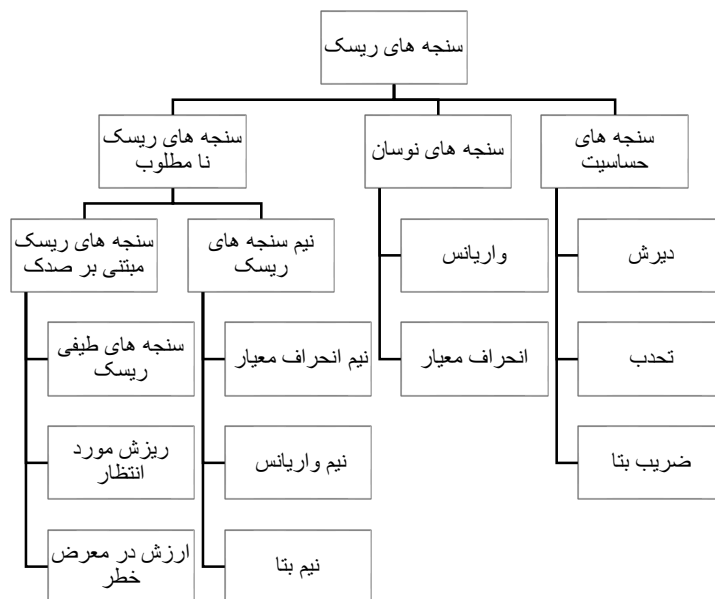 سنجه های ریسک
سنجه های
حساسیت
سنجه های نوسان
سنجه های ریسک
نا مطلوب
دیرش
تحدب
ضریب بتا
واریانس
انحراف معیار
نیم سنجه های
ریسک
نیم انحراف معیار
نیم واریانس
نیم بتا
سنجه های ریسک
مبتنی بر صدک
سنجه های طیفی
ریسک
ریزش مورد
انتظار
ارزش در معرض
خطر